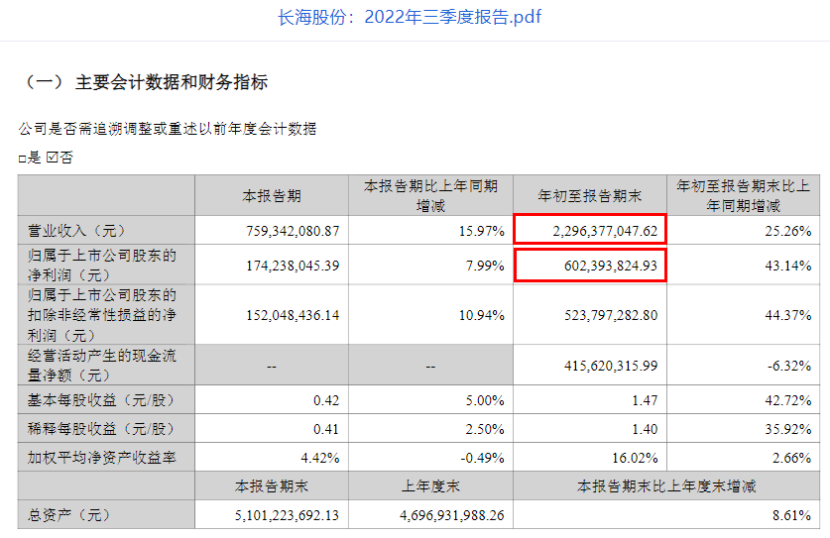 长海股份：2022年三季度报告.pdf
（一） 主要会计数据和财务指标
公司是否需追溯调整或重述以前年度会计数据
□是 ☑否
本报告期 本报告期比上年同期增减 年初至报告期末 年初至报告期末比上年同期增减
营业收入（元） 759,342,080.87 15.97% 2,296,377,047.62 25.26%
归属于上市公司股东的净利润（元） 174,238,045.39 7.99% 602,393,824.93 43.14%
归属于上市公司股东的扣除非经常性损益的净利润（元） 152,048,436.14 10.94% 523,797,282.80 44.37%
经营活动产生的现金流量净额（元） -- -- 415,620,315.99 -6.32%
基本每股收益（元/股） 0.42 5.00% 1.47 42.72%
稀释每股收益（元/股） 0.41 2.50% 1.40 35.92%
加权平均净资产收益率 4.42% -0.49% 16.02% 2.66%
本报告期末 上年度末 本报告期末比上年度末增减
总资产（元） 5,101,223,692.13 4,696,931,988.26 8.61%